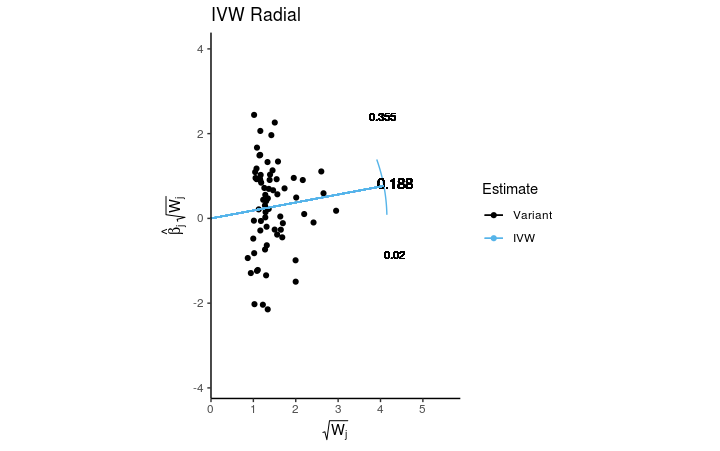 IVW Radial
4
2
0
-2
-4
β̂j√Wj
0.355
0.188
0.02
0 1 2 3 4 5
√Wj
Estimate
Variant
IVW